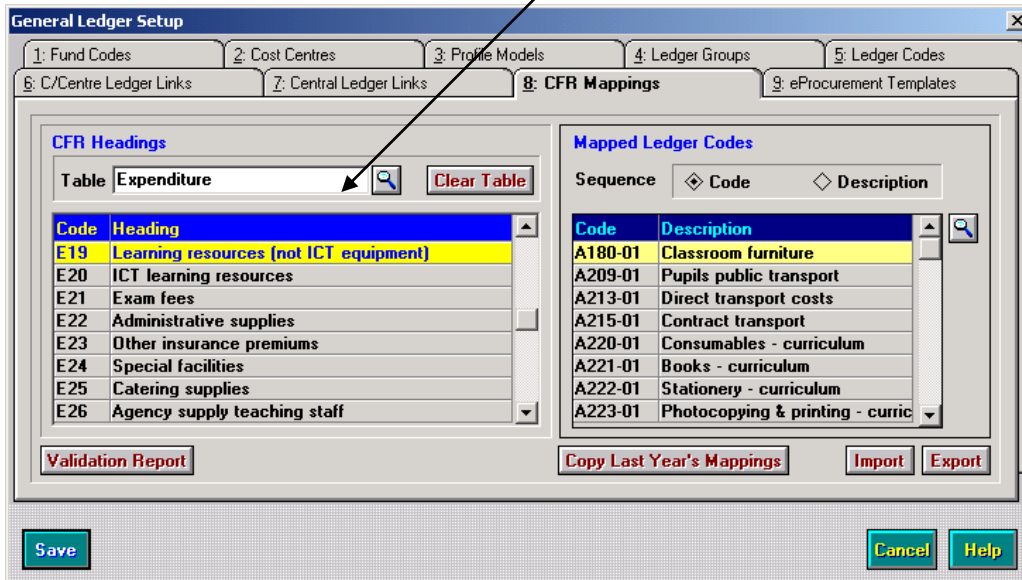 General Ledger Setup
1: Fund Codes 2: Cost Centres 3: Profile Models 4: Ledger Groups 5: Ledger Codes
6: C/Centre Ledger Links 7: Central Ledger Links 8: CFR Mappings 9: eProcurement Templates
CFR Headings
Table Expenditure Clear Table
Code Heading
E19 Learning resources (not ICT equipment)
E20 ICT learning resources
E21 Exam fees
E22 Administrative supplies
E23 Other insurance premiums
E24 Special facilities
E25 Catering supplies
E26 Agency supply teaching staff
Validation Report
Mapped Ledger Codes
Sequence Code Description
Code Description
A180-01 Classroom furniture
A209-01 Pupils public transport
A213-01 Direct transport costs
A215-01 Contract transport
A220-01 Consumables - curriculum
A221-01 Books - curriculum
A222-01 Stationery - curriculum
A223-01 Photocopying & printing - curric
Copy Last Year's Mappings Import Export
Save Cancel Help